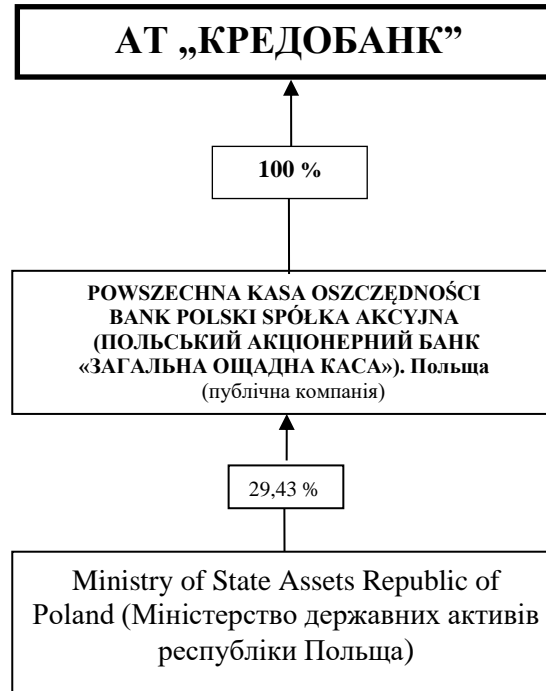 АТ „КРЕДОБАНК”
100 %
POWSZECHNA KASA OSZCZĘDNOŚCI
BANK POLSKI SPÓŁKA AKCYJNA
(ПОЛЬСЬКИЙ АКЦІОНЕРНИЙ БАНК
«ЗАГАЛЬНА ОЩАДНА КАСА»). Польща
(публічна компанія)
29,43 %
Ministry of State Assets Republic of
Poland (Міністерство державних активів
республіки Польща)